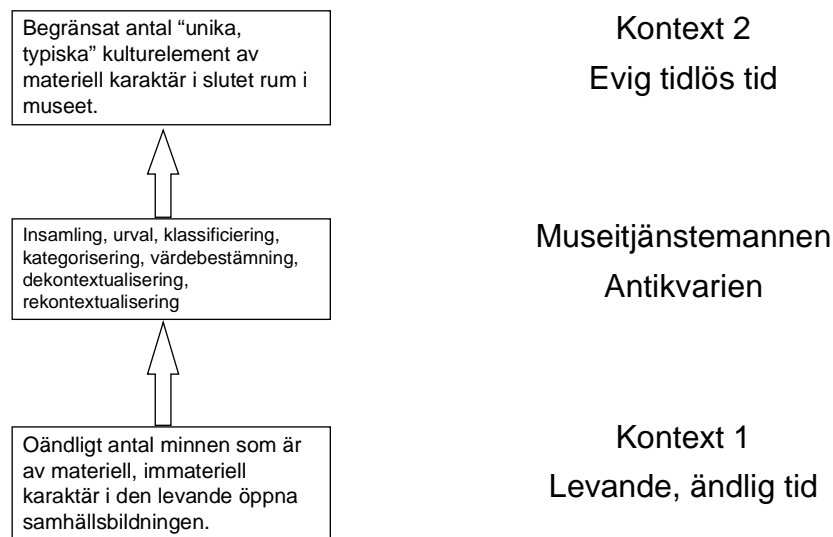 Begränsat antal “unika,
typiska” kulturelement av
materiell karaktär i slutet rum i
museet.
Kontext 2
Evig tidlös tid
Insamling, urval, klassificiering,
kategorisering, värdebestämning,
dekontextualisering,
rekontextualisering
Museitjänstemannen
Antikvarien
Oändligt antal minnen som är
av materiell, immateriell
karaktär i den levande öppna
samhällsbildningen.
Kontext 1
Levande, ändlig tid